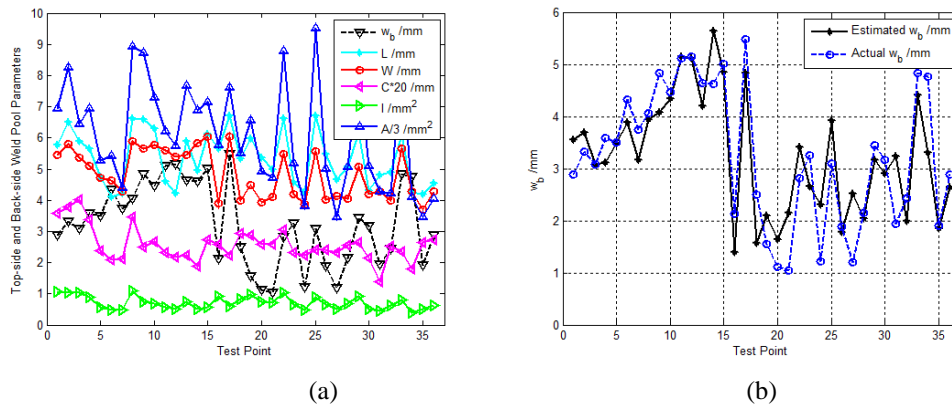 Top-side and Back-side Weld Pool Parameters
10
9
8
7
6
5
4
3
2
1
0
0 5 10 15 20 25 30 35
Test Point
w_b /mm
L /mm
W /mm
C*20 /mm
I /mm²
A/3 /mm²
(a)
w_b /mm
6
5
4
3
2
1
0
0 5 10 15 20 25 30 35
Test Point
Estimated w_b /mm
Actual w_b /mm
(b)